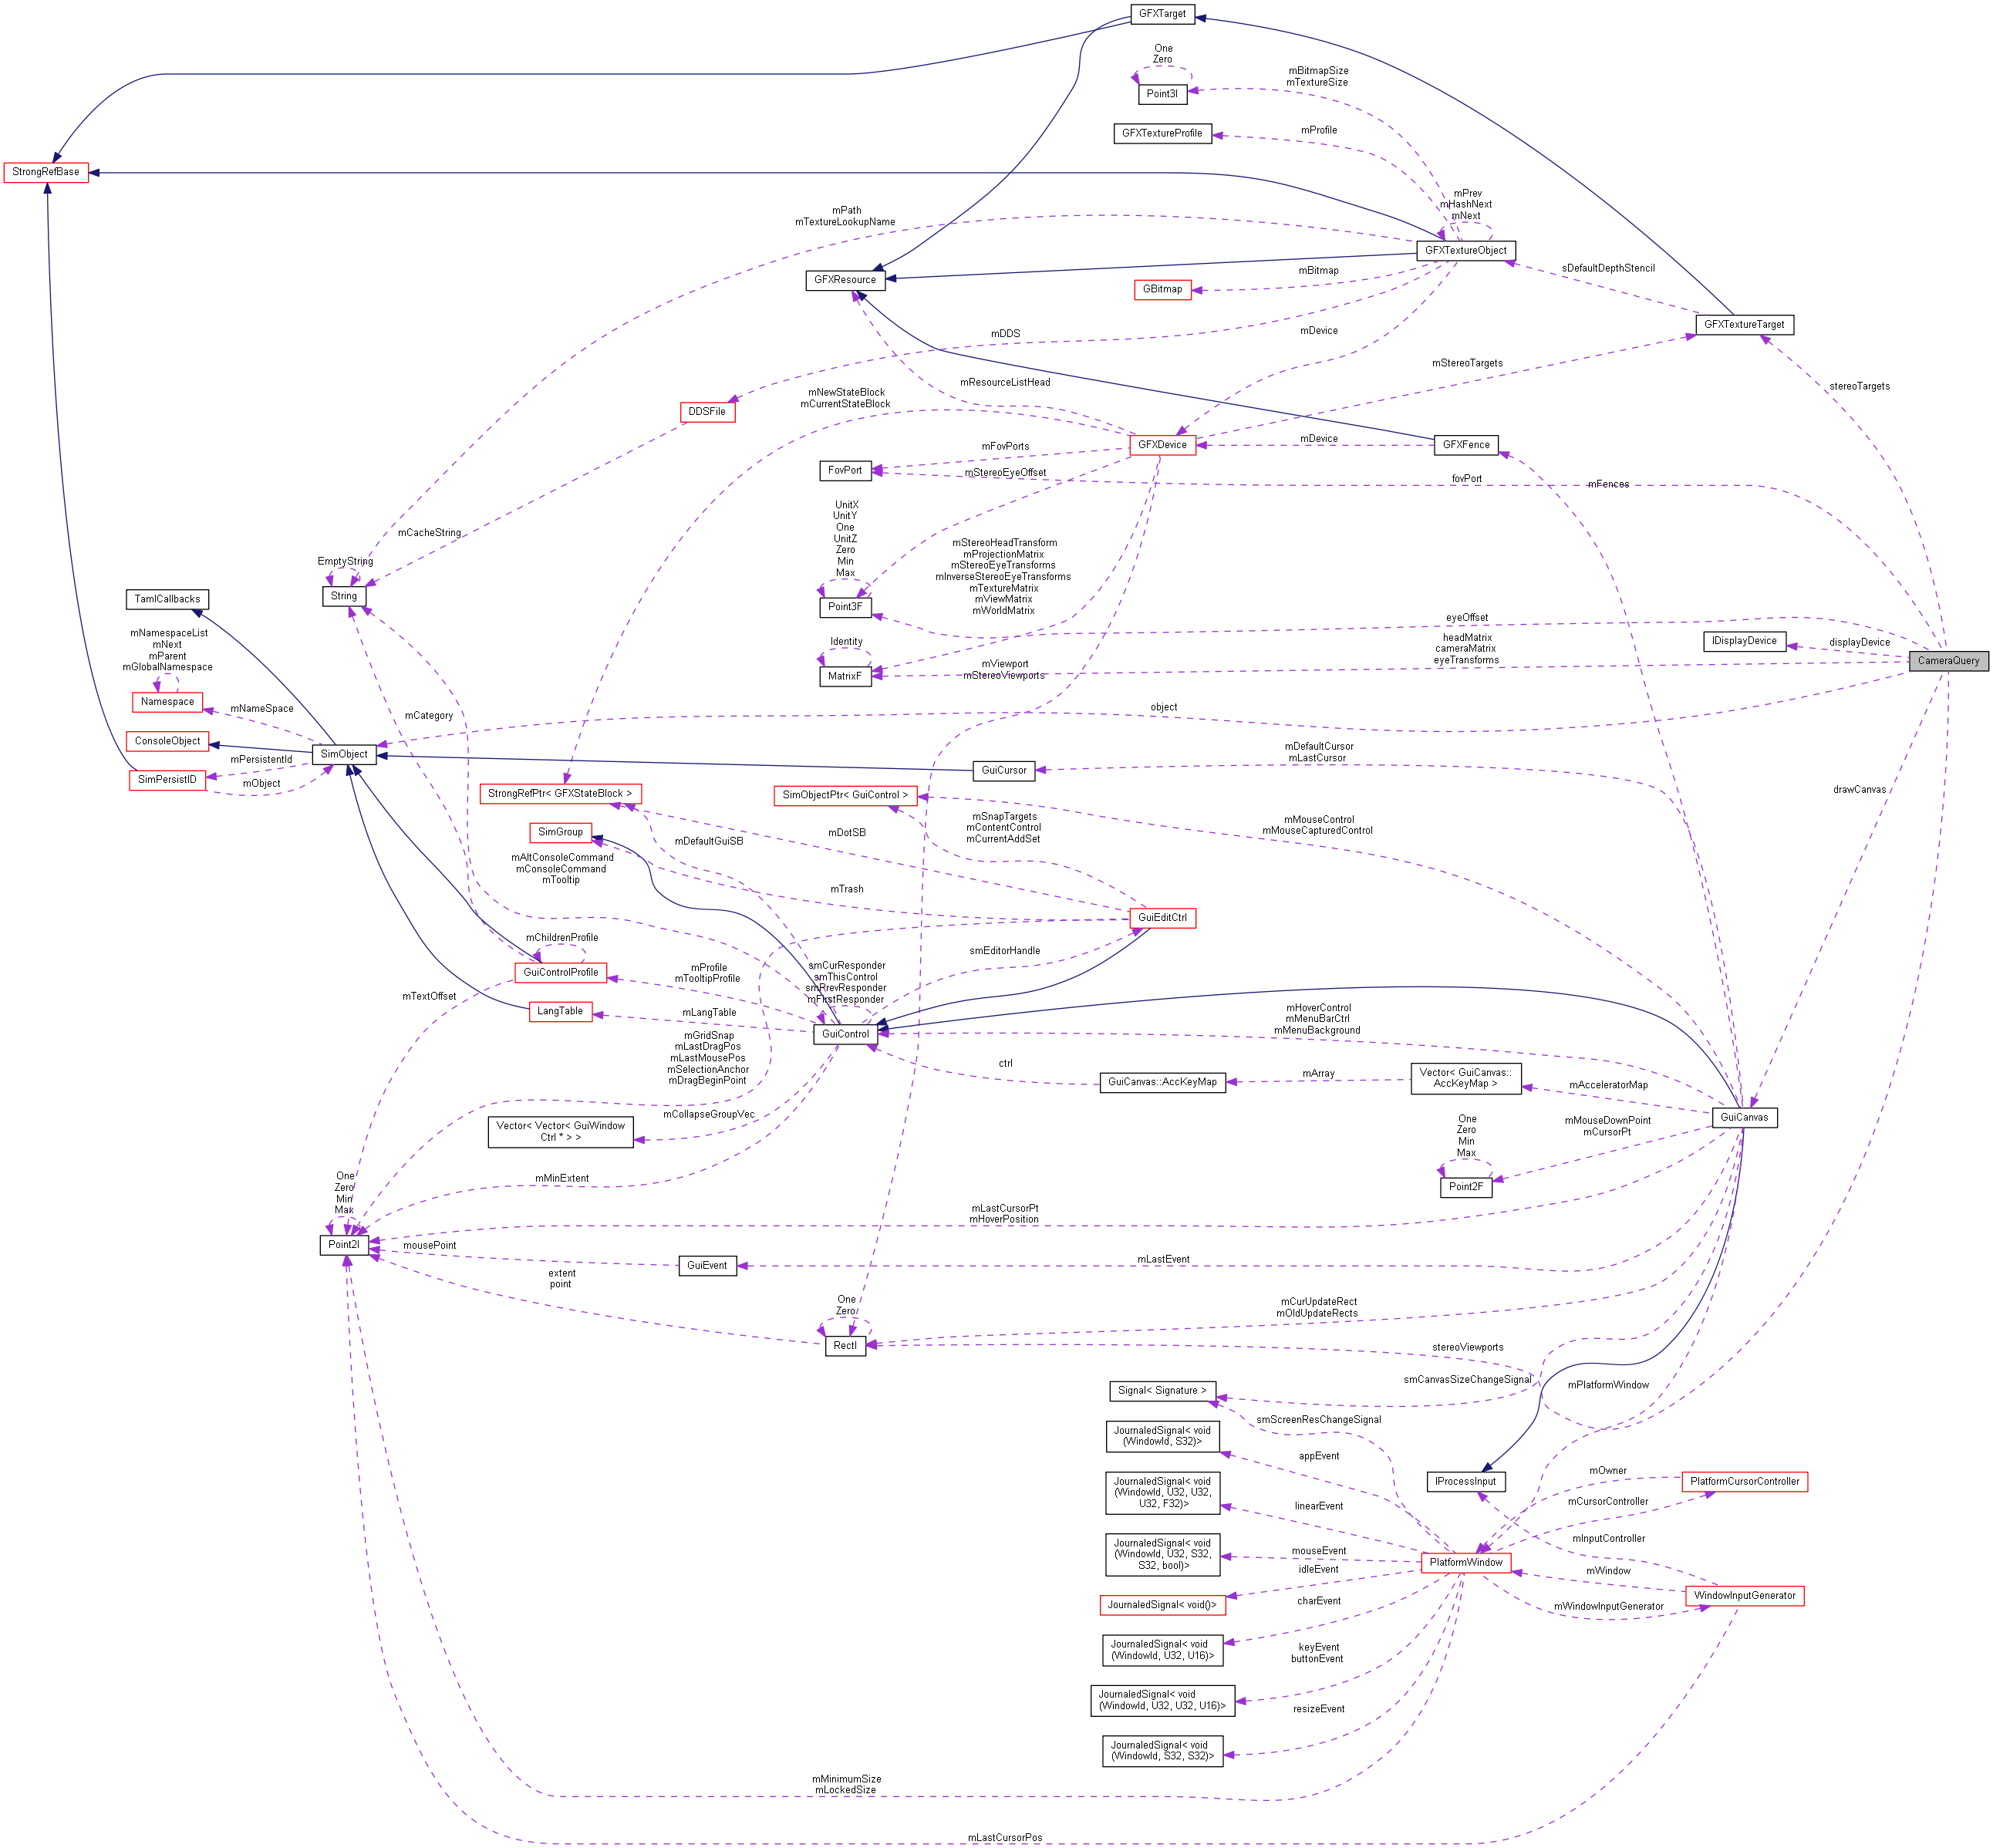 GFXTarget
One
Zero
Point3I
mBitmapSize
mTextureSize
GFXTextureProfile
mProfile
StrongRefBase
mPath
mTextureLookupName
mPrev
mHashNext
mNext
GFXTextureObject
GFXResource
mBitmap
GBitmap
sDefaultDepthStencil
mDDS
mDevice
GFXTextureTarget
mStereoTargets
stereoTargets
mResourceListHead
mNewStateBlock
mCurrentStateBlock
DDSFile
GFXDevice
mDevice
GFXFence
mFovPorts
FovPort
mStereoEyeOffset
fovPort
mFences
UnitX
UnitY
One
UnitZ
Zero
Min
Max
Point3F
mCacheString
EmptyString
String
mStereoHeadTransform
mProjectionMatrix
mStereoEyeTransforms
mInverseStereoEyeTransforms
mTextureMatrix
mViewMatrix
mWorldMatrix
TamlCallbacks
eyeOffset
headMatrix
cameraMatrix
eyeTransforms
IDisplayDevice
displayDevice
CameraQuery
Identity
MatrixF
mViewport
mStereoViewports
mNamespaceList
mNext
mParent
mGlobalNamespace
Namespace
mNameSpace
mCategory
object
ConsoleObject
SimObject
mPersistentId
SimPersistID
mObject
GuiCursor
mDefaultCursor
mLastCursor
StrongRefPtr< GFXStateBlock >
SimObjectPtr< GuiControl >
drawCanvas
SimGroup
mDefaultGuiSB
mDotSB
mSnapTargets
mContentControl
mCurrentAddSet
mMouseControl
mMouseCapturedControl
mAltConsoleCommand
mConsoleCommand
mTooltip
mTrash
GuiEditCtrl
mChildrenProfile
GuiControlProfile
mProfile
mTooltipProfile
smCurResponder
smThisControl
smPrevResponder
mFirstResponder
smEditorHandle
mTextOffset
LangTable
mLangTable
GuiControl
mHoverControl
mMenuBarCtrl
mMenuBackground
mGridSnap
mLastDragPos
mLastMousePos
mSelectionAnchor
mDragBeginPoint
ctrl
GuiCanvas::AccKeyMap
mArray
Vector< GuiCanvas::
AccKeyMap >
mAcceleratorMap
GuiCanvas
Vector< Vector< GuiWindow
Ctrl * > >
mCollapseGroupVec
One
Zero
Min
Max
Point2F
mMouseDownPoint
mCursorPt
mMinExtent
One
Zero
Min
Max
Point2I
mLastCursorPt
mHoverPosition
mousePoint
GuiEvent
mLastEvent
extent
point
One
Zero
RectI
mCurUpdateRect
mOldUpdateRects
stereoViewports
Signal< Signature >
smCanvasSizeChangeSignal
mPlatformWindow
smScreenResChangeSignal
JournaledSignal< void
(WindowId, S32)>
appEvent
IProcessInput
mOwner
PlatformCursorController
JournaledSignal< void
(WindowId, U32, U32,
U32, F32)>
linearEvent
mCursorController
mInputController
JournaledSignal< void
(WindowId, U32, S32,
S32, bool)>
mouseEvent
PlatformWindow
idleEvent
mWindow
JournaledSignal< void()>
charEvent
mWindowInputGenerator
WindowInputGenerator
JournaledSignal< void
(WindowId, U32, U16)>
keyEvent
buttonEvent
JournaledSignal< void
(WindowId, U32, U32, U16)>
resizeEvent
JournaledSignal< void
(WindowId, S32, S32)>
mMinimumSize
mLockedSize
mLastCursorPos